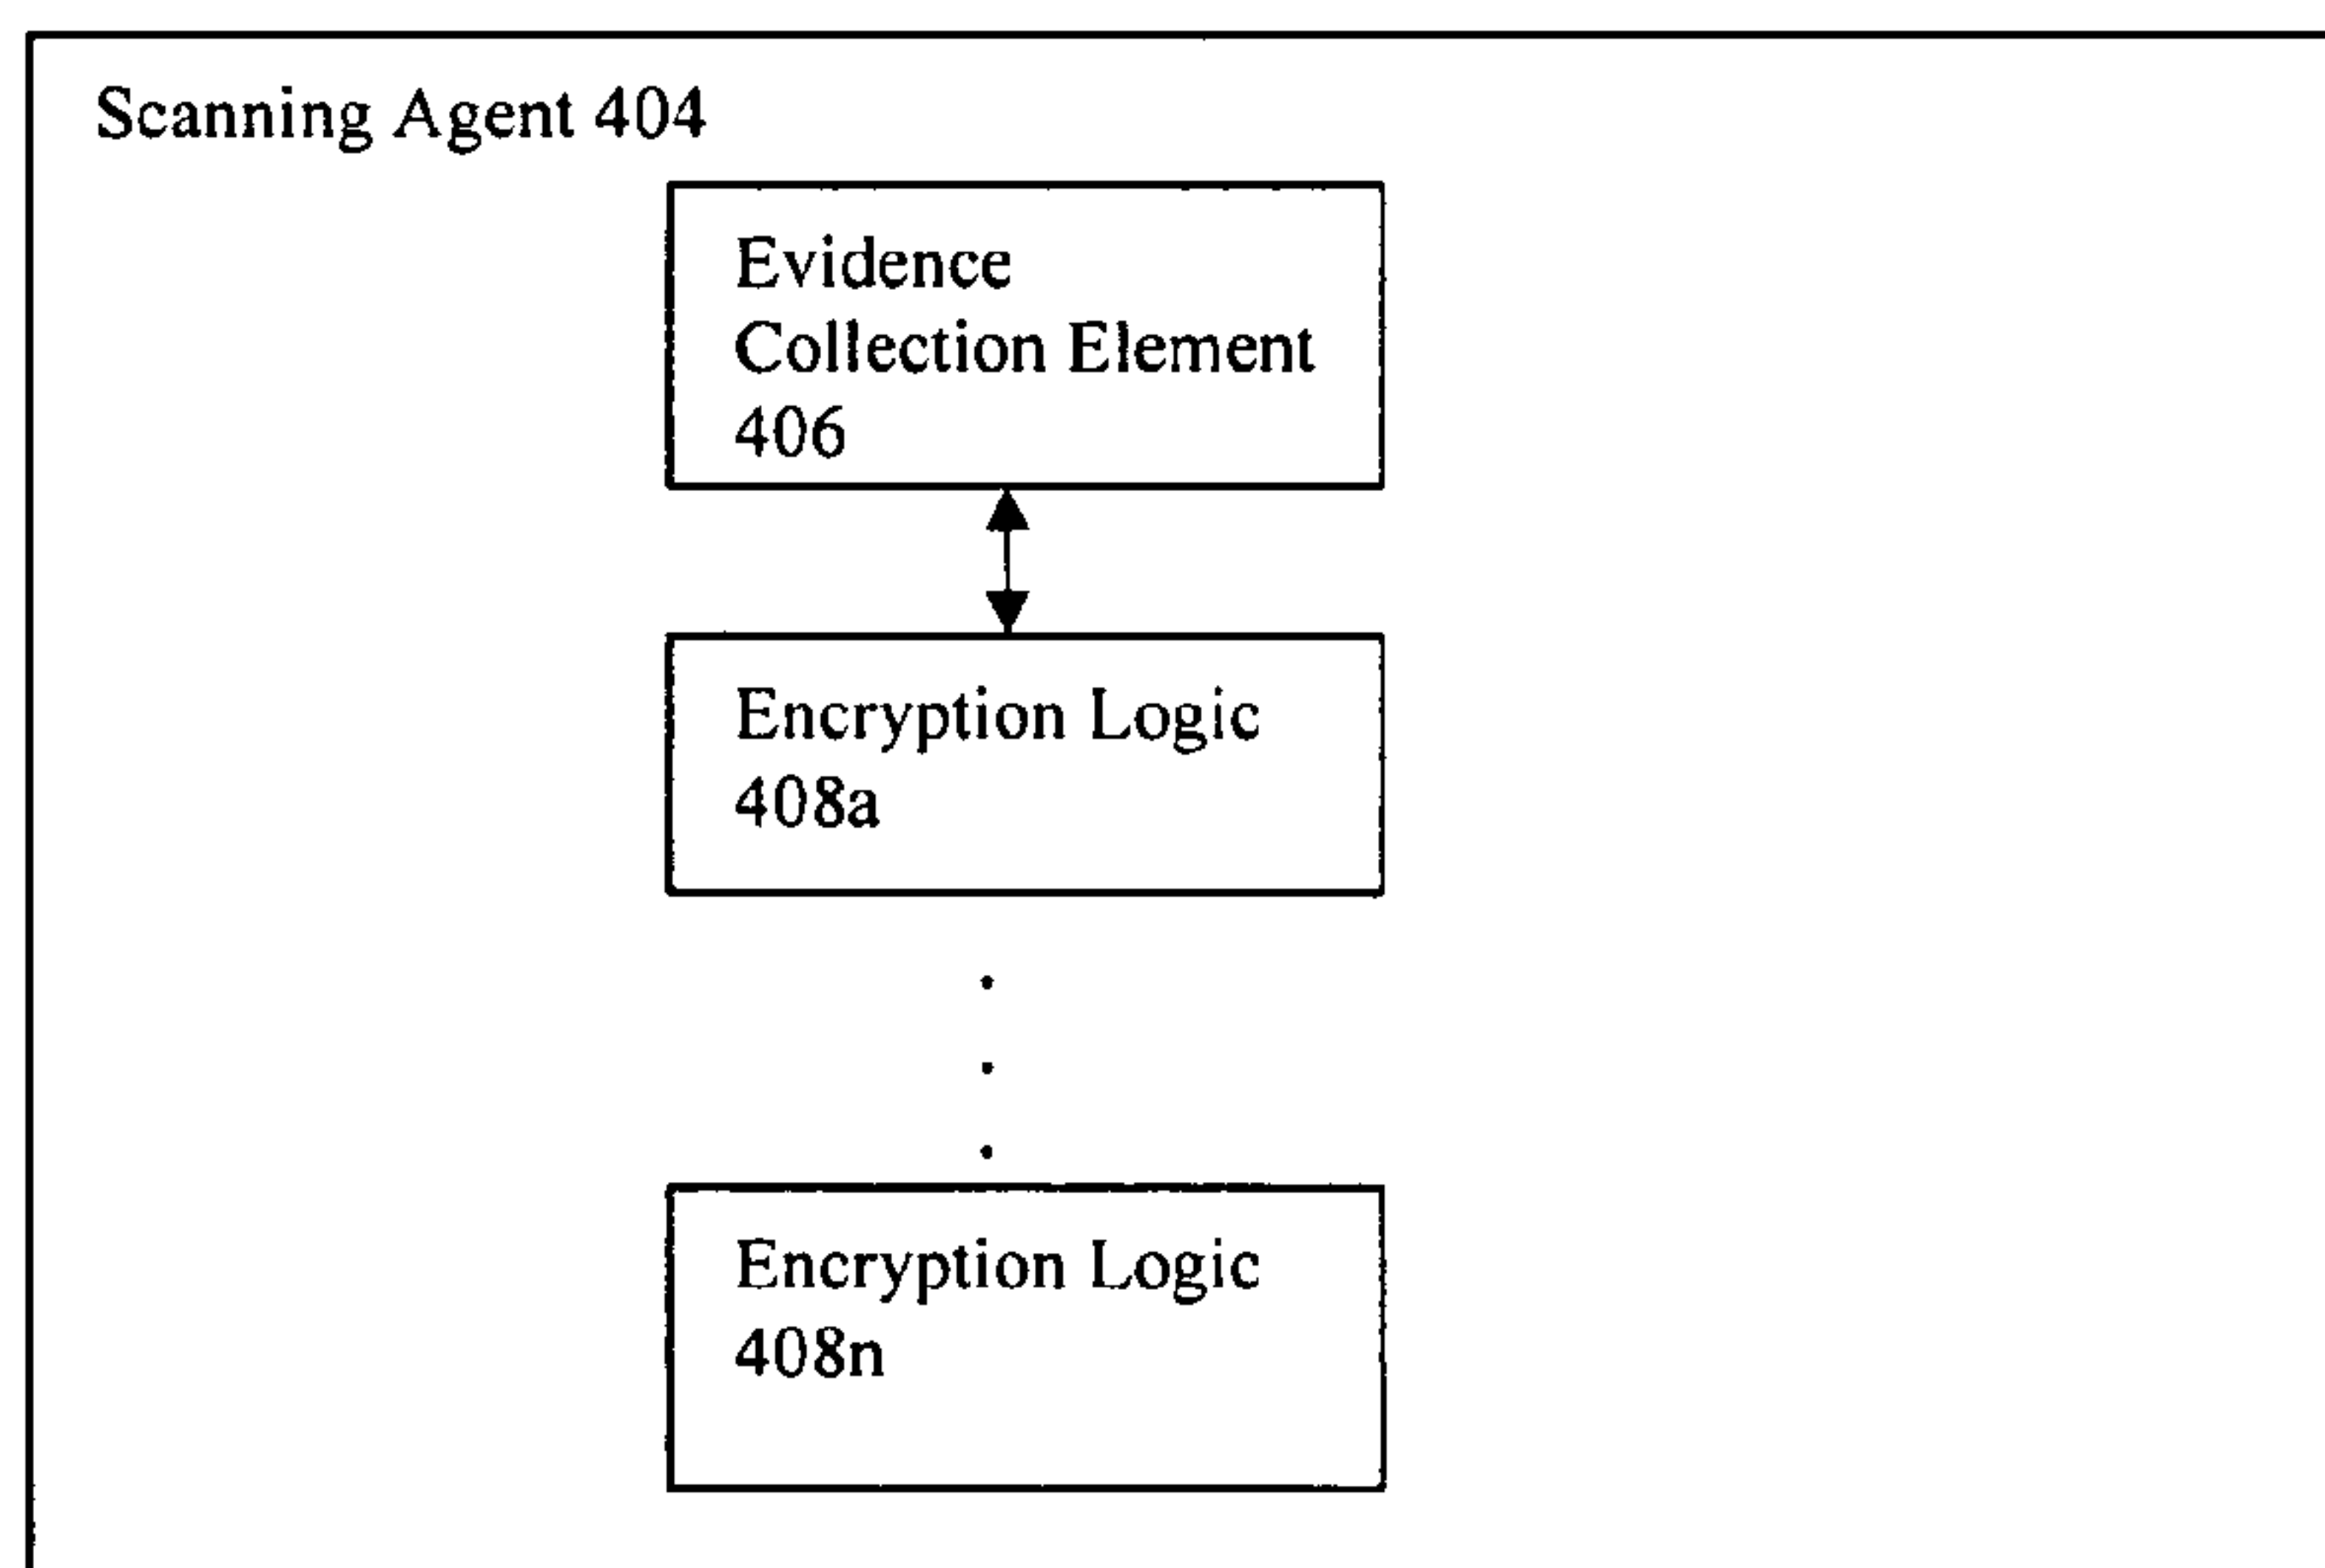 Scanning Agent 404
Evidence
Collection Element
406
Encryption Logic
408a
Encryption Logic
408n